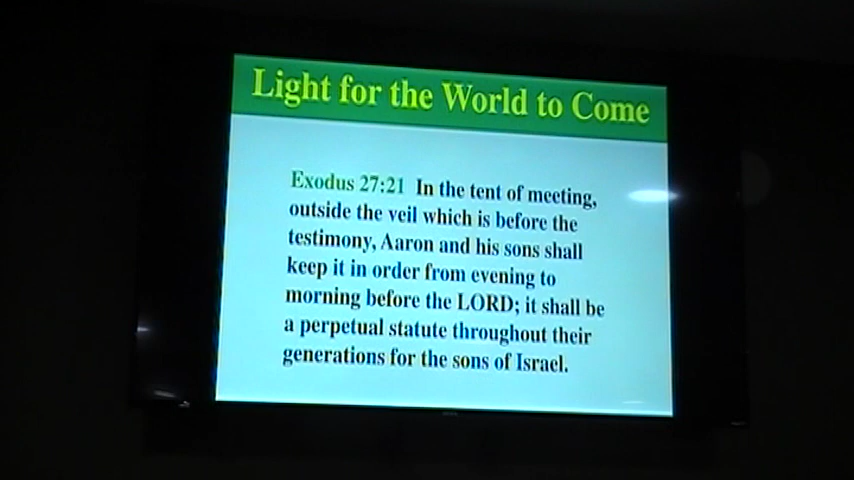 Light for the World to Come
Exodus 27:21 In the tent of meeting,
outside the veil which is before the
testimony, Aaron and his sons shall
keep it in order from evening to
morning before the LORD; it shall be
a perpetual statute throughout their
generations for the sons of Israel.